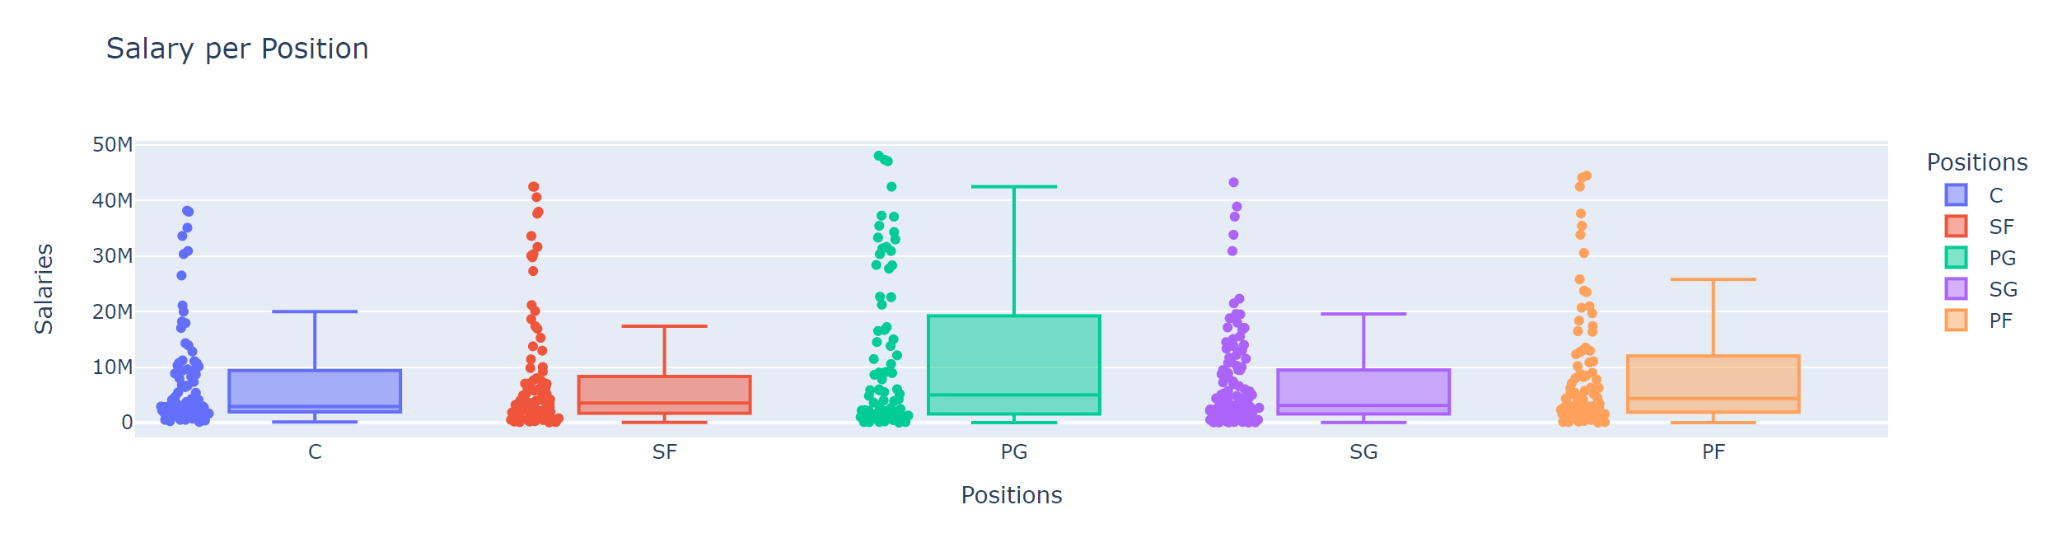 Salary per Position
Salaries
50M
40M
30M
20M
10M
0
C
SF
PG
SG
PF
Positions
Positions
C
SF
PG
SG
PF